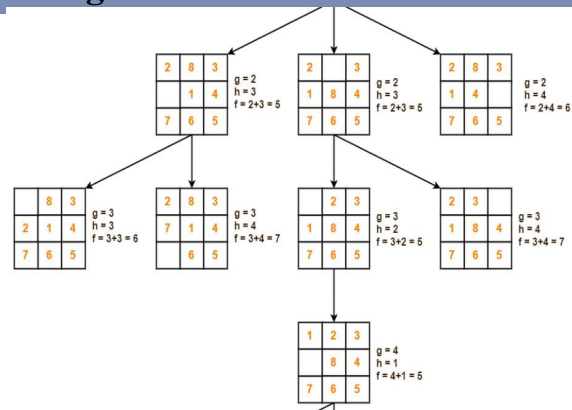 2 8 3
1 4
7 6 5
g = 2
h = 3
f = 2+3 = 5
2 3
1 8 4
7 6 5
g = 2
h = 3
f = 2+3 = 5
2 8 3
1 4
7 6 5
g = 2
h = 4
f = 2+4 = 6
8 3
2 1 4
7 6 5
g = 3
h = 3
f = 3+3 = 6
2 8 3
7 1 4
6 5
g = 3
h = 4
f = 3+4 = 7
2 3
1 8 4
7 6 5
g = 3
h = 2
f = 3+2 = 5
2 3
1 8 4
7 6 5
g = 3
h = 4
f = 3+4 = 7
1 2 3
8 4
7 6 5
g = 4
h = 1
f = 4+1 = 5